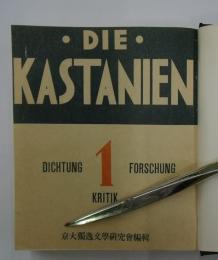 · DIE ·
KASTANIEN
DICHTUNG 1 FORSCHUNG
KRITIK
京大獨逸文學研究會編輯